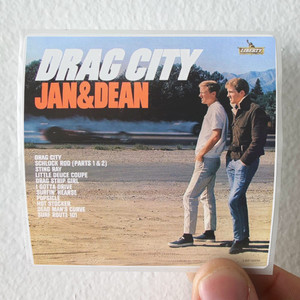 DRAG CITY
LIBERTY
JAN&DEAN
DRAG CITY
SCHLOCK ROD (PARTS 1 & 2)
STING RAY
LITTLE DEUCE COUPE
DRAG STRIP GIRL
I GOTTA DRIVE
SURFIN' HEARSE
POPSICLE
HOT STOCKER
DEAD MAN'S CURVE
SURF ROUTE 101